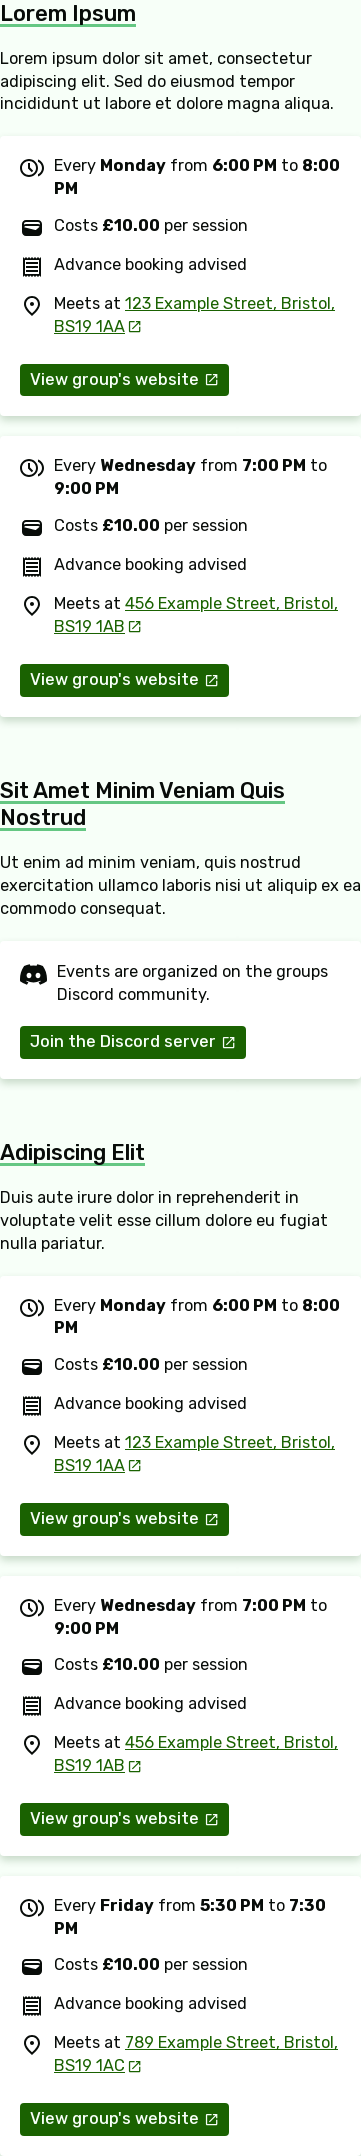 Lorem Ipsum
Lorem ipsum dolor sit amet, consectetur
adipiscing elit. Sed do eiusmod tempor
incididunt ut labore et dolore magna aliqua.
Every Monday from 6:00 PM to 8:00
PM
Costs £10.00 per session
Advance booking advised
Meets at 123 Example Street, Bristol,
BS19 1AA
View group's website
Every Wednesday from 7:00 PM to
9:00 PM
Costs £10.00 per session
Advance booking advised
Meets at 456 Example Street, Bristol,
BS19 1AB
View group's website
Sit Amet Minim Veniam Quis
Nostrud
Ut enim ad minim veniam, quis nostrud
exercitation ullamco laboris nisi ut aliquip ex ea
commodo consequat.
Events are organized on the groups
Discord community.
Join the Discord server
Adipiscing Elit
Duis aute irure dolor in reprehenderit in
voluptate velit esse cillum dolore eu fugiat
nulla pariatur.
Every Monday from 6:00 PM to 8:00
PM
Costs £10.00 per session
Advance booking advised
Meets at 123 Example Street, Bristol,
BS19 1AA
View group's website
Every Wednesday from 7:00 PM to
9:00 PM
Costs £10.00 per session
Advance booking advised
Meets at 456 Example Street, Bristol,
BS19 1AB
View group's website
Every Friday from 5:30 PM to 7:30
PM
Costs £10.00 per session
Advance booking advised
Meets at 789 Example Street, Bristol,
BS19 1AC
View group's website